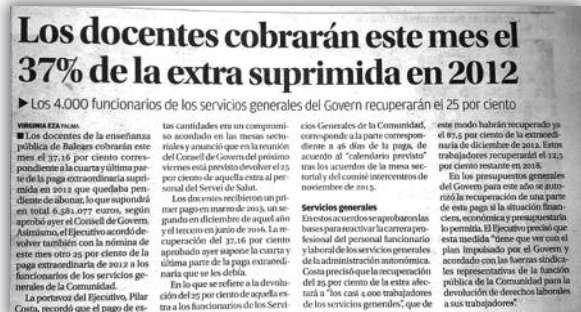 Los docentes cobrarán este mes el
37% de la extra suprimida en 2012
▶ Los 4.000 funcionarios de los servicios generales del Govern recuperarán el 25 por ciento
VIRGINIA EZA PALMA
■ Los docentes de la enseñanza
pública de Balears cobrarán este
mes el 37,16 por ciento corres-
pondiente a la cuarta y última par-
te de la paga extraordinaria supri-
mida en 2012 que quedaba pen-
diente de abonar, lo que supondrá
en total 6.581.077 euros, según
aprobó ayer el Consell de Govern.
Asimismo, el Ejecutivo acordó de-
volver también con la nómina de
este mes otro 25 por ciento de la
paga extraordinaria de 2012 a los
funcionarios de los servicios ge-
nerales de la Comunidad.
La portavoz del Ejecutivo, Pilar
Costa, recordó que el pago de es-
tas cantidades era un compromi-
so acordado en las mesas secto-
riales y anunció que en la reunión
del Consell de Govern del próximo
viernes está previsto devolver el 25
por ciento de aquella extra al per-
sonal del Servei de Salut.
Los docentes recibieron un pri-
mer pago en marzo de 2015, un se-
gundo en diciembre de aquel año
y el tercero en junio de 2016. La re-
cuperación del 37,16 por ciento
aprobado ayer supone la cuarta y
última parte de la paga extraordi-
naria que se les debía.
En lo que se refiere a la devolu-
ción del 25 por ciento de aquella ex-
tra a los funcionarios de los Servi-
cios Generales de la Comunidad,
corresponde a la parte correspon-
diente a 46 días de la paga, de
acuerdo al "calendario previsto"
tras los acuerdos de la mesa sec-
torial y del comité intercentros de
noviembre de 2015.
Servicios generales
En estos acuerdos se aprobaron las
bases para reactivar la carrera pro-
fesional del personal funcionario
y laboral de los servicios generales
de la administración autonómica.
Costa precisó que la recuperación
del 25 por ciento de la extra afec-
tará a "los casi 4.000 trabajadores
de los servicios generales", que de
este modo habrán recuperado ya
el 87,5 por ciento de la extraordi-
naria de diciembre de 2012. Estos
trabajadores recuperarán el 12,5
por ciento restante en 2018.
En los presupuestos generales
del Govern para este año se auto-
rizó la recuperación de una parte
de esta paga si la situación finan-
ciera, económica y presupuestaria
lo permitía. El Ejecutivo precisó que
esta medida "tiene que ver con el
plan impulsado por el Govern y
acordado con las fuerzas sindica-
les representativas de la función
pública de la Comunidad para la
devolución de derechos laborales
a sus trabajadores".